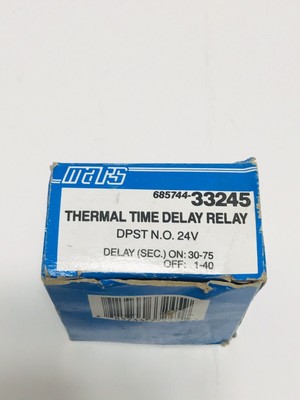 mars
685744-33245
THERMAL TIME DELAY RELAY
DPST N.O. 24V
DELAY (SEC.) ON: 30-75
OFF: 1-40